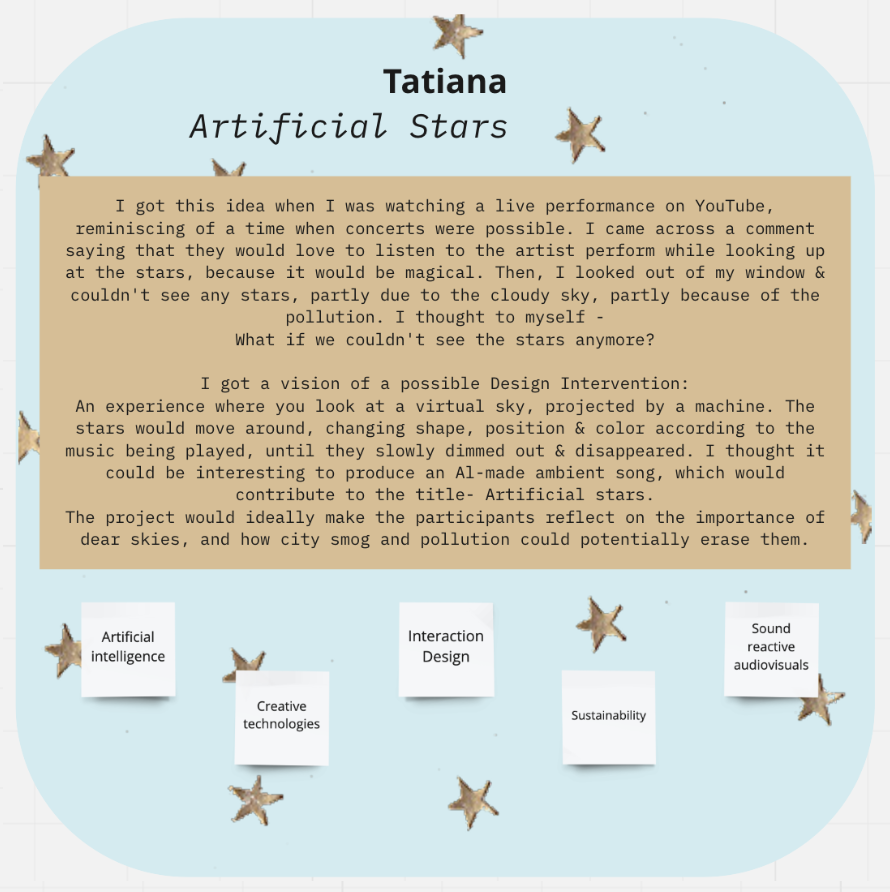 Tatiana
Artificial Stars
I got this idea when I was watching a live performance on YouTube,
reminiscing of a time when concerts were possible. I came across a comment
saying that they would love to listen to the artist perform while looking up
at the stars, because it would be magical. Then, I looked out of my window &
couldn't see any stars, partly due to the cloudy sky, partly because of the
pollution. I thought to myself -
What if we couldn't see the stars anymore?
I got a vision of a possible Design Intervention:
An experience where you look at a virtual sky, projected by a machine. The
stars would move around, changing shape, position & color according to the
music being played, until they slowly dimmed out & disappeared. I thought it
could be interesting to produce an Al-made ambient song, which would
contribute to the title- Artificial stars.
The project would ideally make the participants reflect on the importance of
dear skies, and how city smog and pollution could potentially erase them.
Artificial
intelligence
Creative
technologies
Interaction
Design
Sustainability
Sound
reactive
audiovisuals